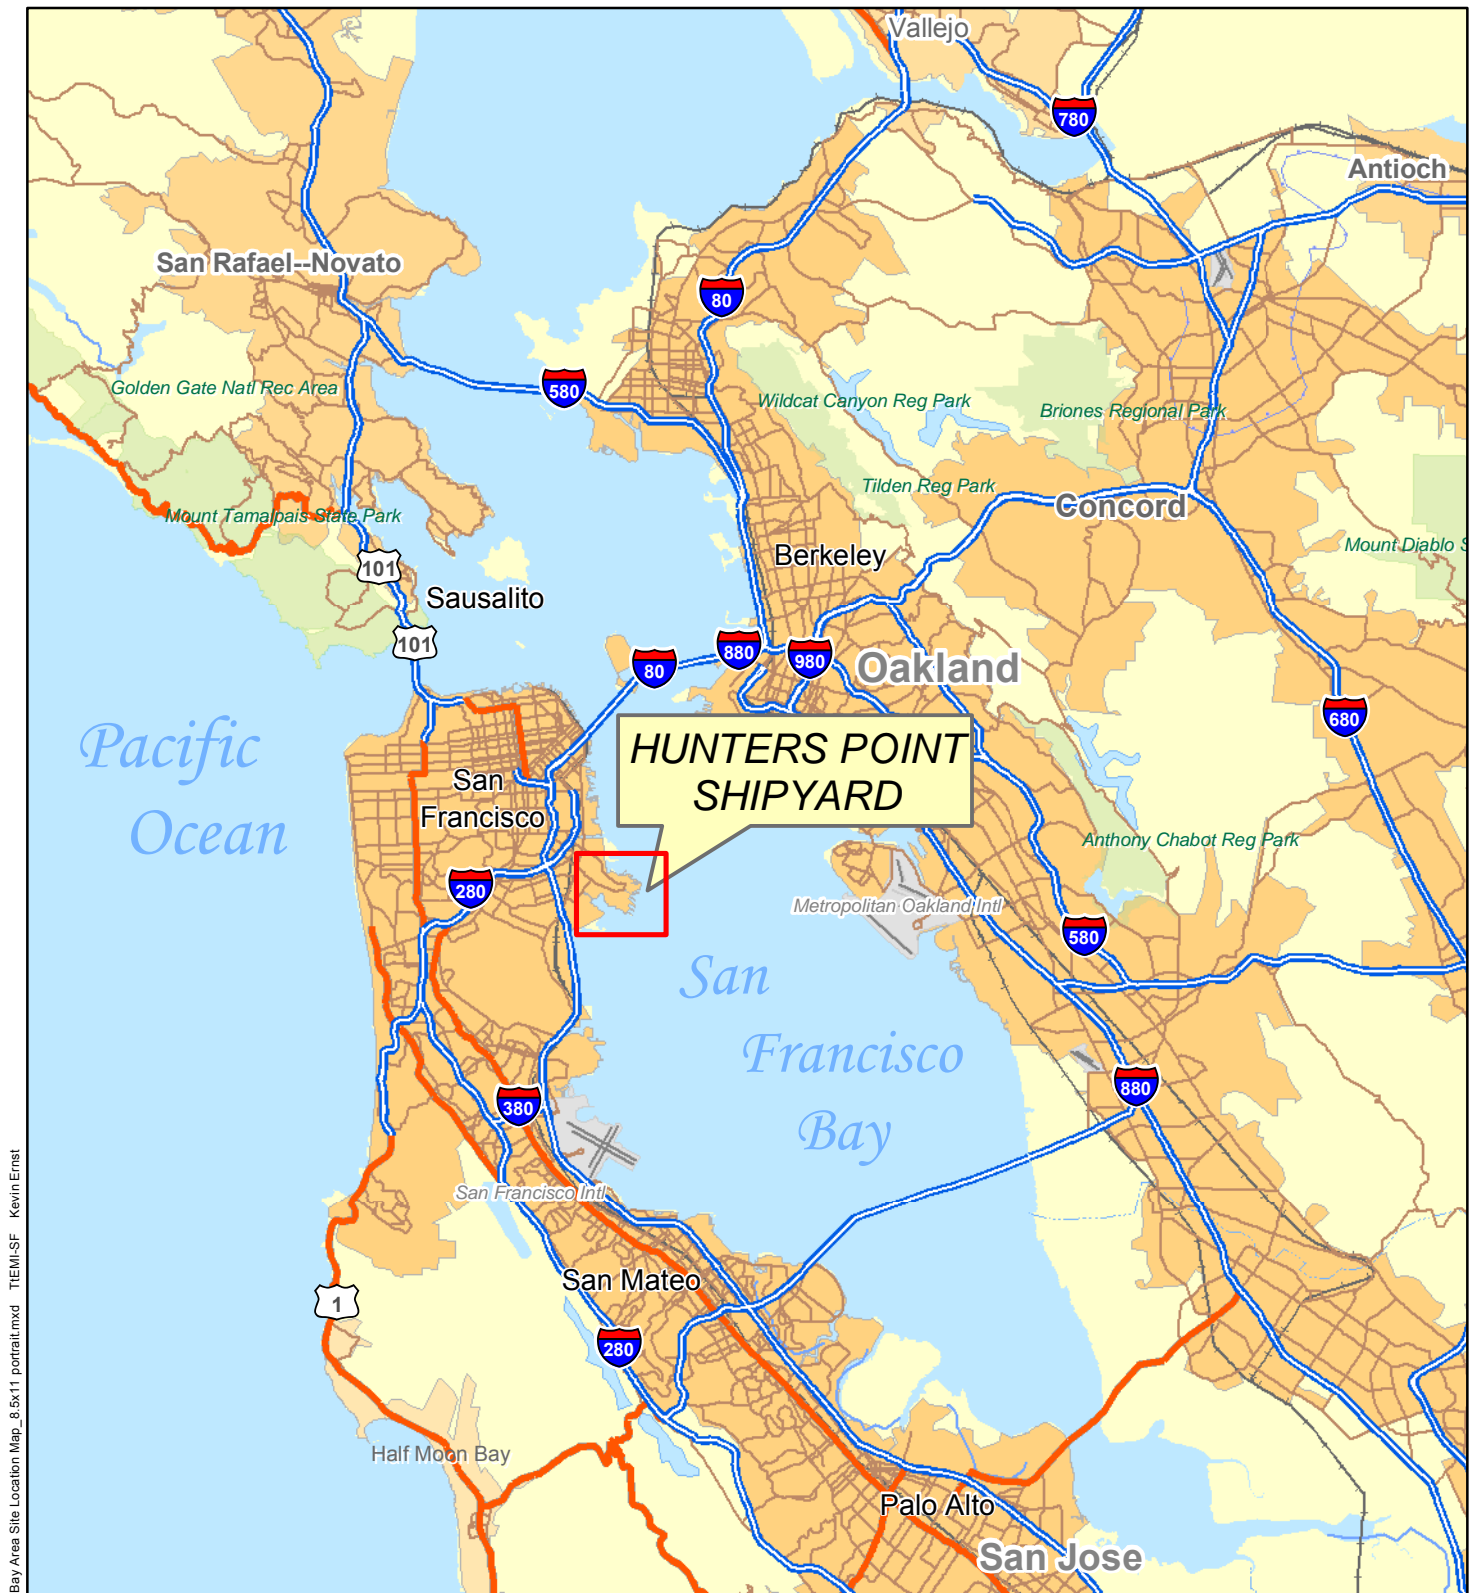 Vallejo
780
Antioch
San Rafael--Novato
80
580
Golden Gate Natl Rec Area
Wildcat Canyon Reg Park
Briones Regional Park
Tilden Reg Park
Concord
Mount Tamalpais State Park
Mount Diablo S
Berkeley
101
Sausalito
101
880
980
80
Oakland
680
Pacific
Ocean
HUNTERS POINT
SHIPYARD
San
Francisco
Anthony Chabot Reg Park
280
Metropolitan Oakland Intl
580
San
Francisco
Bay
880
380
San Francisco Intl
San Mateo
1
280
Half Moon Bay
Palo Alto
San Jose
Bay Area Site Location Map_8.5x11 portrait.mxd TtEMI-SF Kevin Ernst